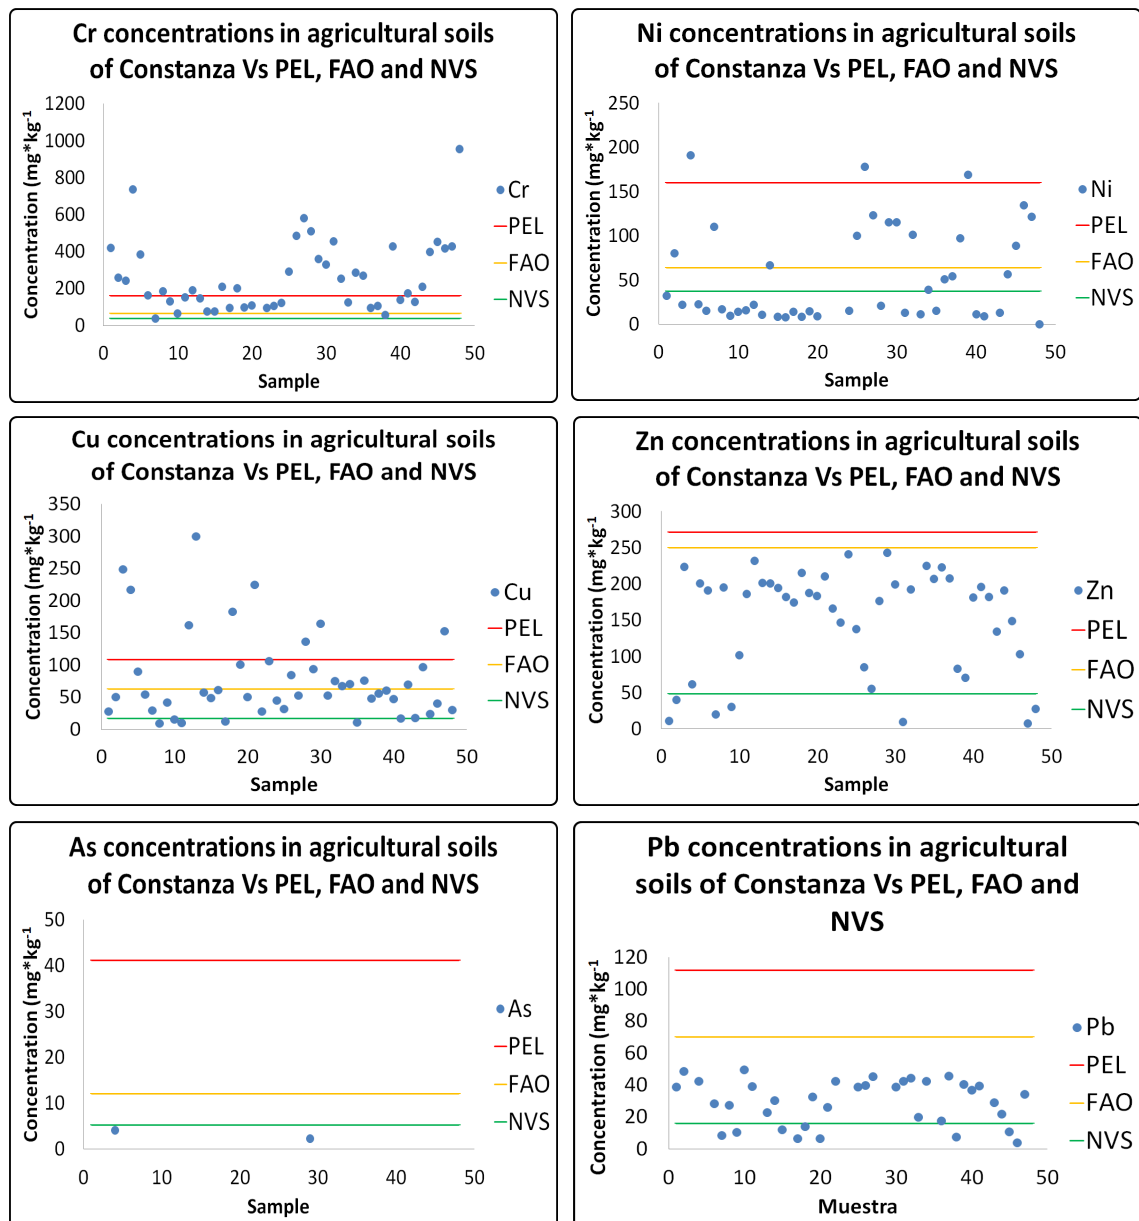 Cr concentrations in agricultural soils
of Constanza Vs PEL, FAO and NVS
Concentration (mg*kg-1)
1200
1000
800
600
400
200
0
0 10 20 30 40 50
Sample
Cr
PEL
FAO
NVS
Ni concentrations in agricultural soils
of Constanza Vs PEL, FAO and NVS
Concentration (mg*kg-1)
250
200
150
100
50
0
0 10 20 30 40 50
Sample
Ni
PEL
FAO
NVS
Cu concentrations in agricultural soils
of Constanza Vs PEL, FAO and NVS
Concentration (mg*kg-1)
350
300
250
200
150
100
50
0
0 10 20 30 40 50
Sample
Cu
PEL
FAO
NVS
Zn concentrations in agricultural soils
of Constanza Vs PEL, FAO and NVS
Concentration (mg*kg-1)
300
250
200
150
100
50
0
0 10 20 30 40 50
Sample
Zn
PEL
FAO
NVS
As concentrations in agricultural soils
of Constanza Vs PEL, FAO and NVS
Concentration (mg*kg-1)
50
40
30
20
10
0
0 10 20 30 40 50
Sample
As
PEL
FAO
NVS
Pb concentrations in agricultural
soils of Constanza Vs PEL, FAO and
NVS
Concentration (mg*kg-1)
120
100
80
60
40
20
0
0 10 20 30 40 50
Muestra
Pb
PEL
FAO
NVS